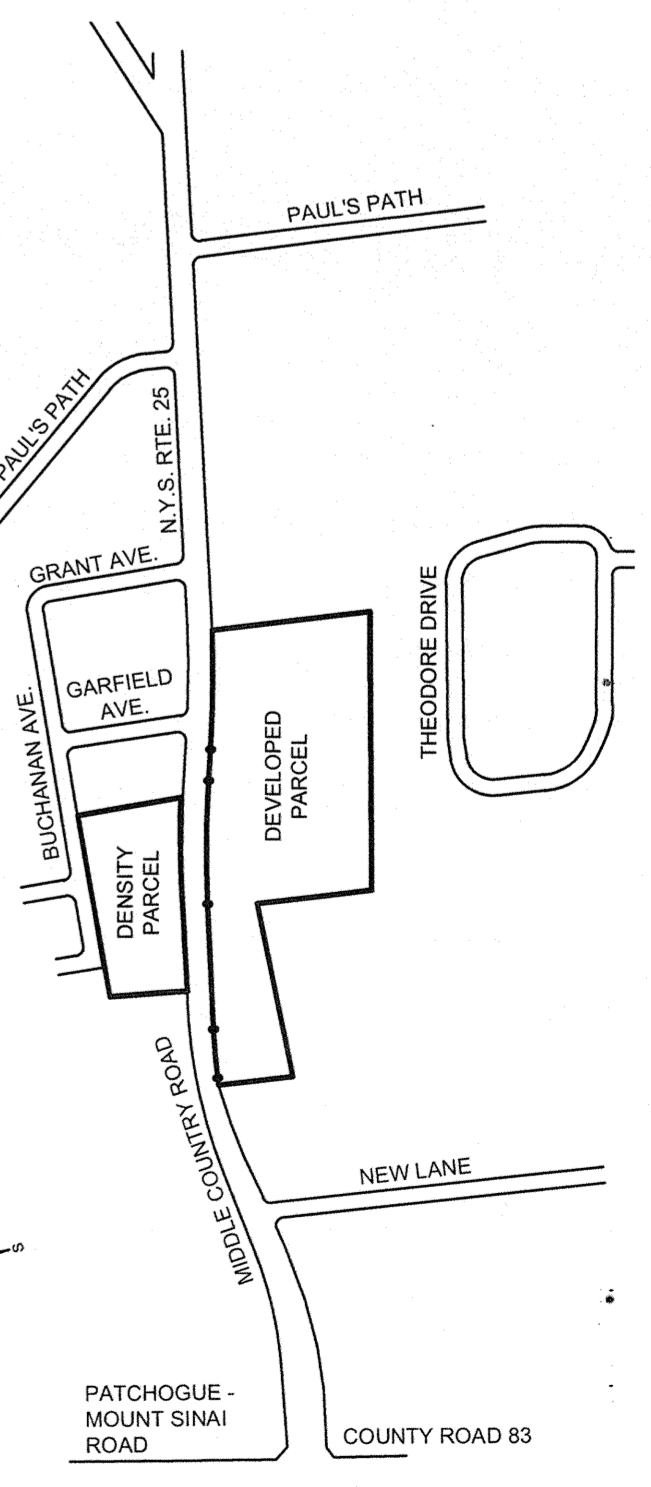 PAUL'S PATH
PAUL'S PATH
N.Y.S. RTE. 25
GRANT AVE.
GARFIELD
AVE.
BUCHANAN AVE.
THEODORE DRIVE
DEVELOPED
PARCEL
DENSITY
PARCEL
MIDDLE COUNTRY ROAD
NEW LANE
S
PATCHOGUE -
MOUNT SINAI
ROAD
COUNTY ROAD 83